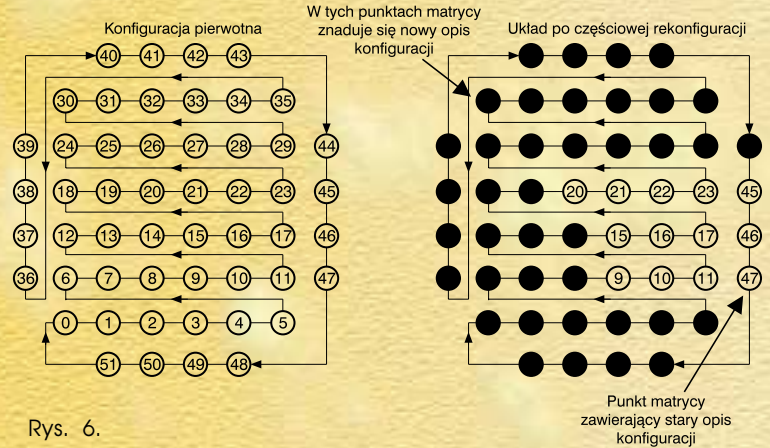 W tych punktach matrycy
znaduje się nowy opis
konfiguracji
Konfiguracja pierwotna
Układ po częściowej rekonfiguracji
40 41 42 43
30 31 32 33 34 35
39 24 25 26 27 28 29 44
38 18 19 20 21 22 23 45
20 21 22 23 45
37 12 13 14 15 16 17 46
15 16 17 46
36 6 7 8 9 10 11 47
9 10 11 47
0 1 2 3 4 5
51 50 49 48
Punkt matrycy
zawierający stary opis
konfiguracji
Rys. 6.